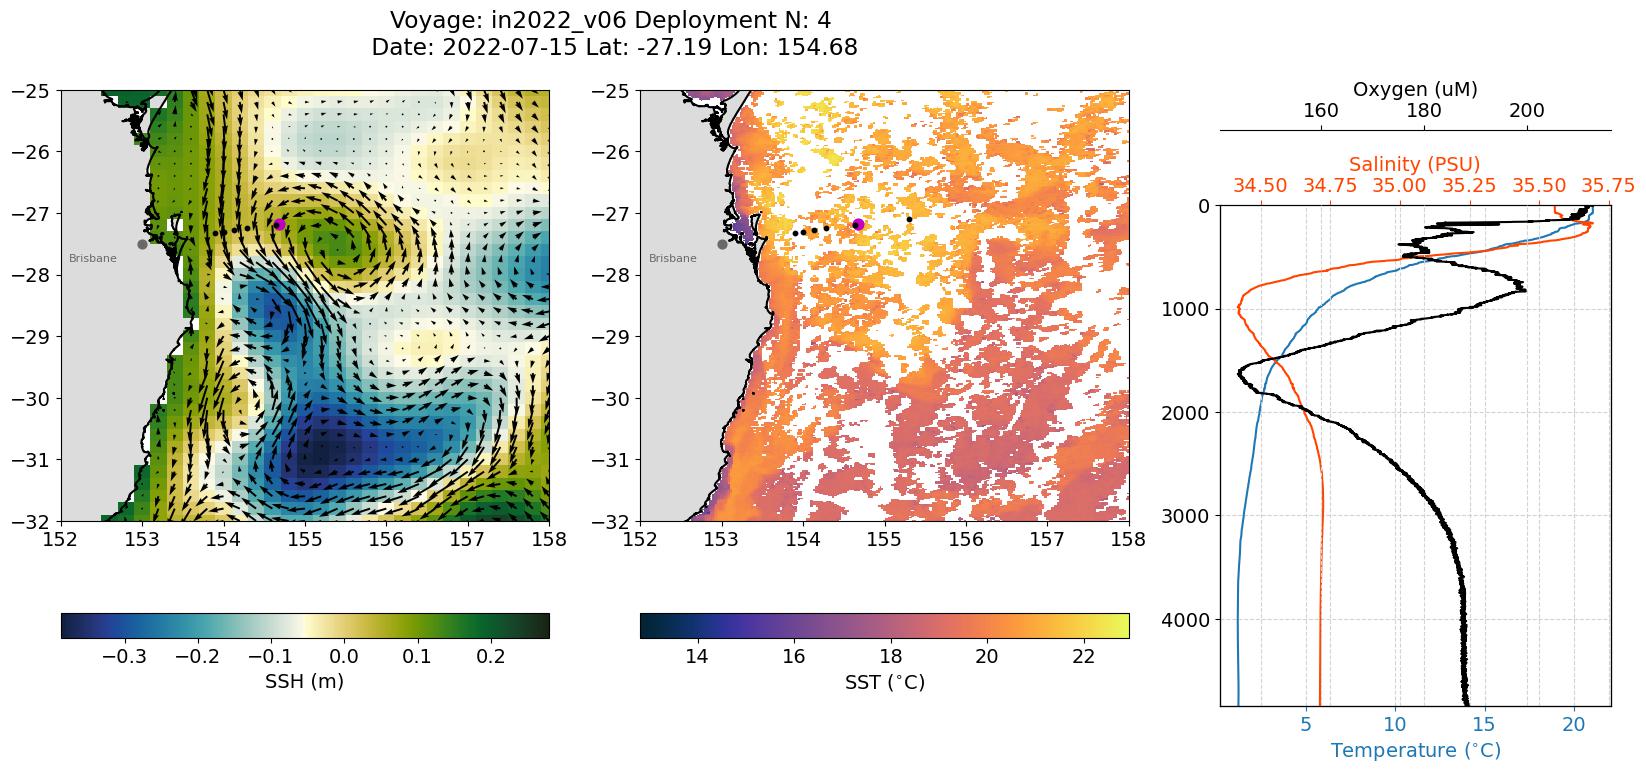 Voyage: in2022_v06 Deployment N: 4
Date: 2022-07-15 Lat: -27.19 Lon: 154.68
−25
−26
−27
−28
−29
−30
−31
−32
Brisbane
152 153 154 155 156 157 158
−0.3 −0.2 −0.1 0.0 0.1 0.2
SSH (m)
−25
−26
−27
−28
−29
−30
−31
−32
Brisbane
152 153 154 155 156 157 158
14 16 18 20 22
SST (°C)
Oxygen (uM)
160 180 200
Salinity (PSU)
34.50 34.75 35.00 35.25 35.50 35.75
0
1000
2000
3000
4000
5 10 15 20
Temperature (°C)